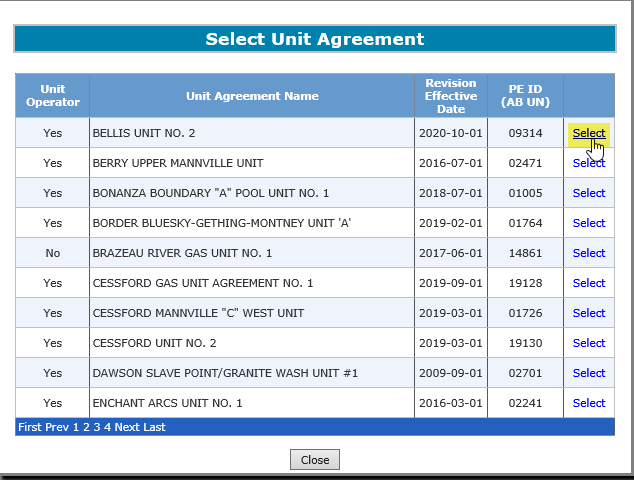 Select Unit Agreement
Unit Operator Unit Agreement Name Revision Effective Date PE ID (AB UN)
Yes BELLIS UNIT NO. 2 2020-10-01 09314 Select
Yes BERRY UPPER MANNVILLE UNIT 2016-07-01 02471 Select
Yes BONANZA BOUNDARY "A" POOL UNIT NO. 1 2018-07-01 01005 Select
Yes BORDER BLUESKY-GETHING-MONTNEY UNIT 'A' 2019-02-01 01764 Select
No BRAZEAU RIVER GAS UNIT NO. 1 2017-06-01 14861 Select
Yes CESSFORD GAS UNIT AGREEMENT NO. 1 2019-09-01 19128 Select
Yes CESSFORD MANNVILLE "C" WEST UNIT 2019-03-01 01726 Select
Yes CESSFORD UNIT NO. 2 2019-03-01 19130 Select
Yes DAWSON SLAVE POINT/GRANITE WASH UNIT #1 2009-09-01 02701 Select
Yes ENCHANT ARCS UNIT NO. 1 2016-03-01 02241 Select
First Prev 1 2 3 4 Next Last
Close